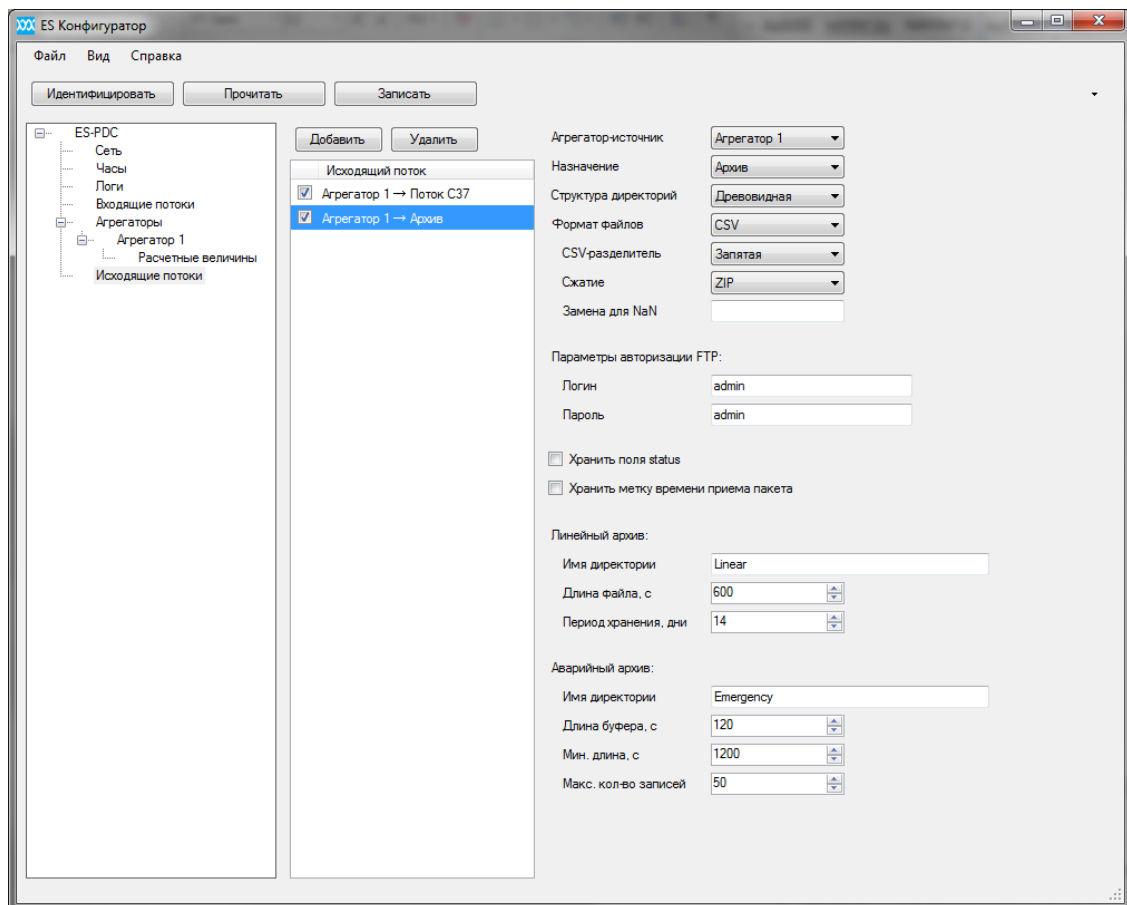 ES Конфигуратор
Файл Вид Справка
Идентифицировать Прочитать Записать
ES-PDC
Сеть
Часы
Логи
Входящие потоки
Агрегаторы
Агрегатор 1
Расчетные величины
Исходящие потоки
Добавить Удалить
Исходящий поток
Агрегатор 1 → Поток C37
Агрегатор 1 → Архив
Агрегатор-источник Агрегатор 1
Назначение Архив
Структура директорий Древовидная
Формат файлов CSV
CSV-разделитель Запятая
Сжатие ZIP
Замена для NaN
Параметры авторизации FTP:
Логин admin
Пароль admin
Хранить поля status
Хранить метку времени приема пакета
Линейный архив:
Имя директории Linear
Длина файла, с 600
Период хранения, дни 14
Аварийный архив:
Имя директории Emergency
Длина буфера, с 120
Мин. длина, с 1200
Макс. кол-во записей 50